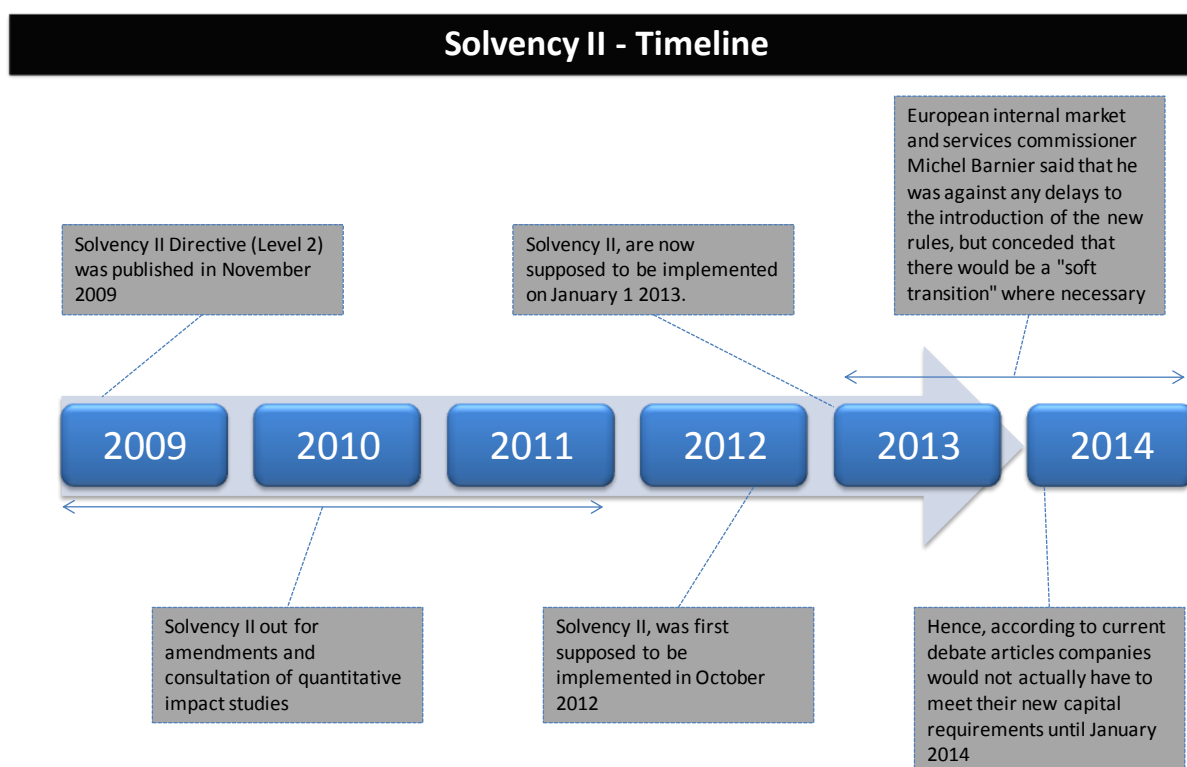 Solvency II - Timeline
European internal market
and services commissioner
Michel Barnier said that he
was against any delays to
the introduction of the new
rules, but conceded that
there would be a "soft
transition" where necessary
Solvency II Directive (Level 2)
was published in November
2009
Solvency II, are now
supposed to be implemented
on January 1 2013.
2009
2010
2011
2012
2013
2014
Solvency II out for
amendments and
consultation of quantitative
impact studies
Solvency II, was first
supposed to be
implemented in October
2012
Hence, according to current
debate articles companies
would not actually have to
meet their new capital
requirements until January
2014